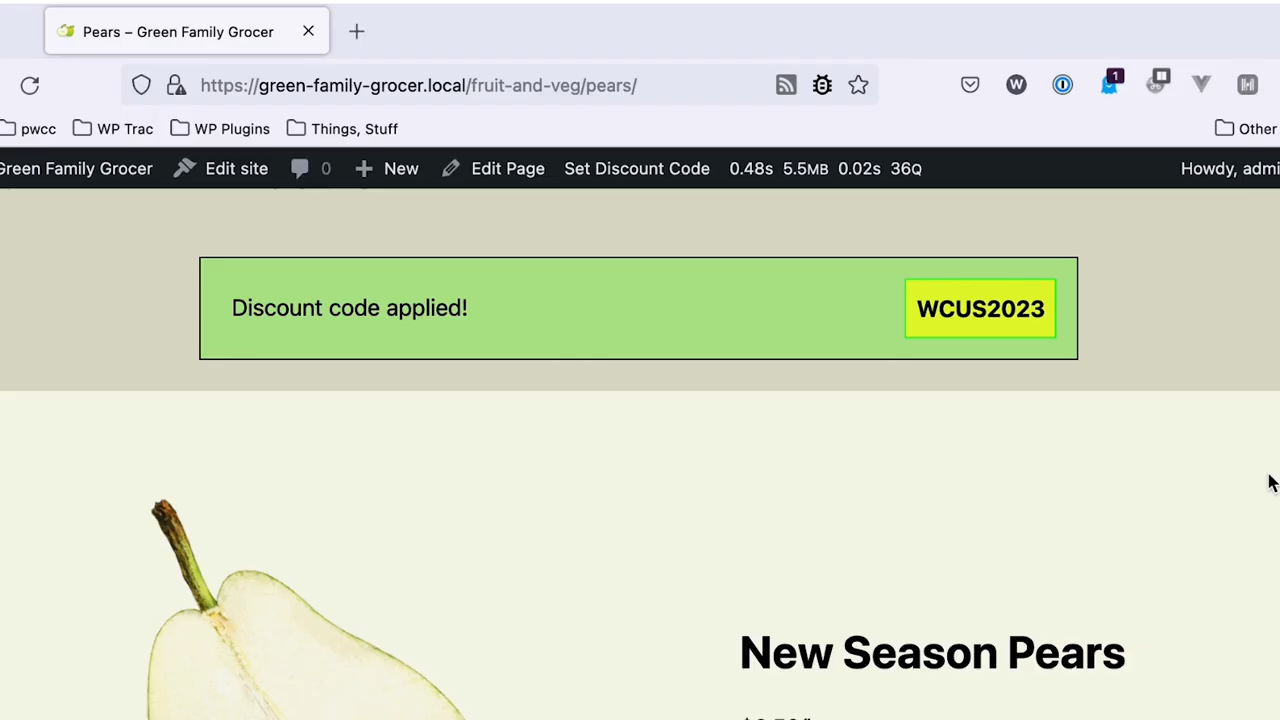 Pears – Green Family Grocer
https://green-family-grocer.local/fruit-and-veg/pears/
1
pwcc WP Trac WP Plugins Things, Stuff Other
Green Family Grocer Edit site 0 New Edit Page Set Discount Code 0.48s 5.5MB 0.02s 36Q Howdy, admi
Discount code applied! WCUS2023
New Season Pears